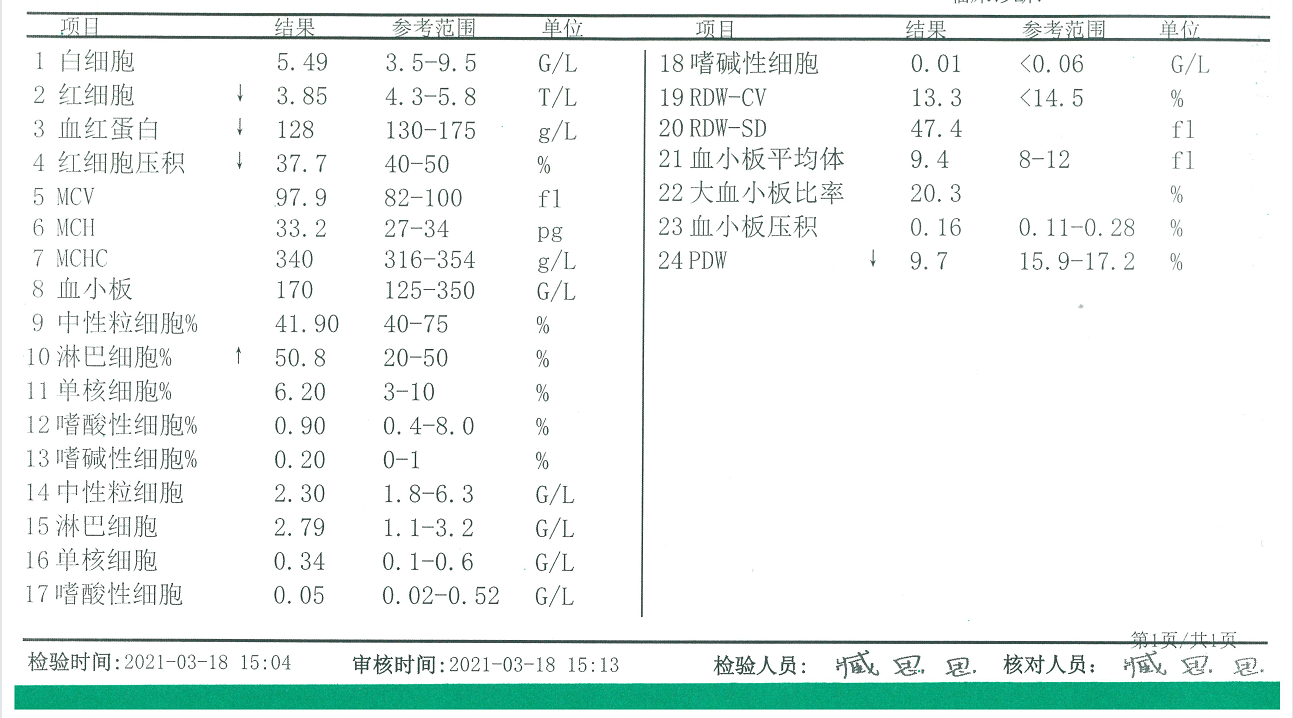 项目 结果 参考范围 单位 项目 结果 参考范围 单位
1 白细胞 5.49 3.5-9.5 G/L
2 红细胞 ↓ 3.85 4.3-5.8 T/L
3 血红蛋白 ↓ 128 130-175 g/L
4 红细胞压积 ↓ 37.7 40-50 %
5 MCV 97.9 82-100 fl
6 MCH 33.2 27-34 pg
7 MCHC 340 316-354 g/L
8 血小板 170 125-350 G/L
9 中性粒细胞% 41.90 40-75 %
10 淋巴细胞% ↑ 50.8 20-50 %
11 单核细胞% 6.20 3-10 %
12 嗜酸性细胞% 0.90 0.4-8.0 %
13 嗜碱性细胞% 0.20 0-1 %
14 中性粒细胞 2.30 1.8-6.3 G/L
15 淋巴细胞 2.79 1.1-3.2 G/L
16 单核细胞 0.34 0.1-0.6 G/L
17 嗜酸性细胞 0.05 0.02-0.52 G/L
18 嗜碱性细胞 0.01 <0.06 G/L
19 RDW-CV 13.3 <14.5 %
20 RDW-SD 47.4 fl
21 血小板平均体 9.4 8-12 fl
22 大血小板比率 20.3 %
23 血小板压积 0.16 0.11-0.28 %
24 PDW ↓ 9.7 15.9-17.2 %
第1页/共1页
检验时间:2021-03-18 15:04 审核时间:2021-03-18 15:13 检验人员: 臧思思 核对人员: 臧思思